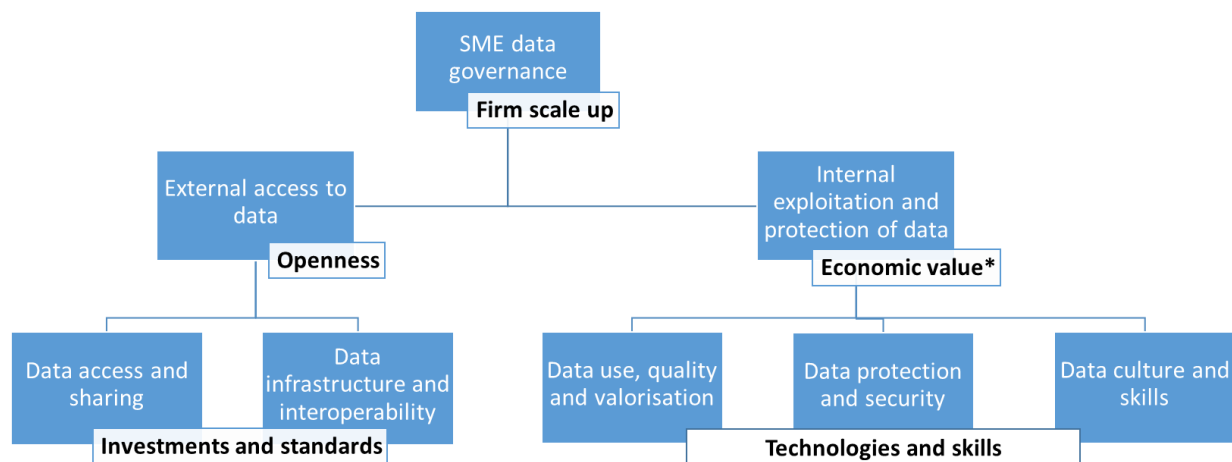 SME data
governance
Firm scale up
External access to
data
Openness
Internal
exploitation and
protection of data
Economic value*
Data access and
sharing
Data
infrastructure and
interoperability
Investments and standards
Data use, quality
and valorisation
Data protection
and security
Data culture and
skills
Technologies and skills